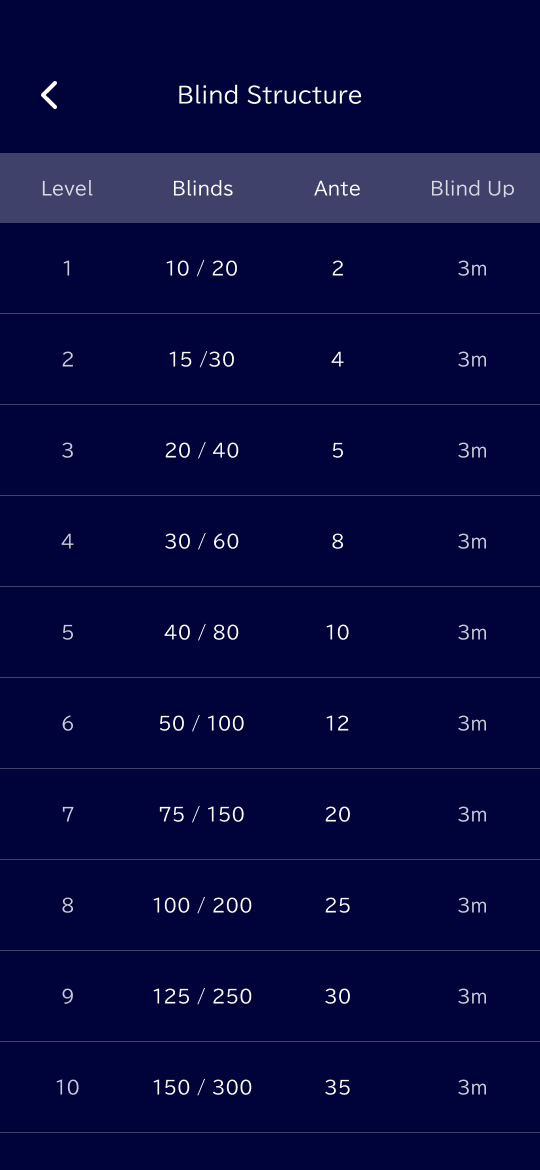 Blind Structure
Level Blinds Ante Blind Up
1 10 / 20 2 3m
2 15 /30 4 3m
3 20 / 40 5 3m
4 30 / 60 8 3m
5 40 / 80 10 3m
6 50 / 100 12 3m
7 75 / 150 20 3m
8 100 / 200 25 3m
9 125 / 250 30 3m
10 150 / 300 35 3m